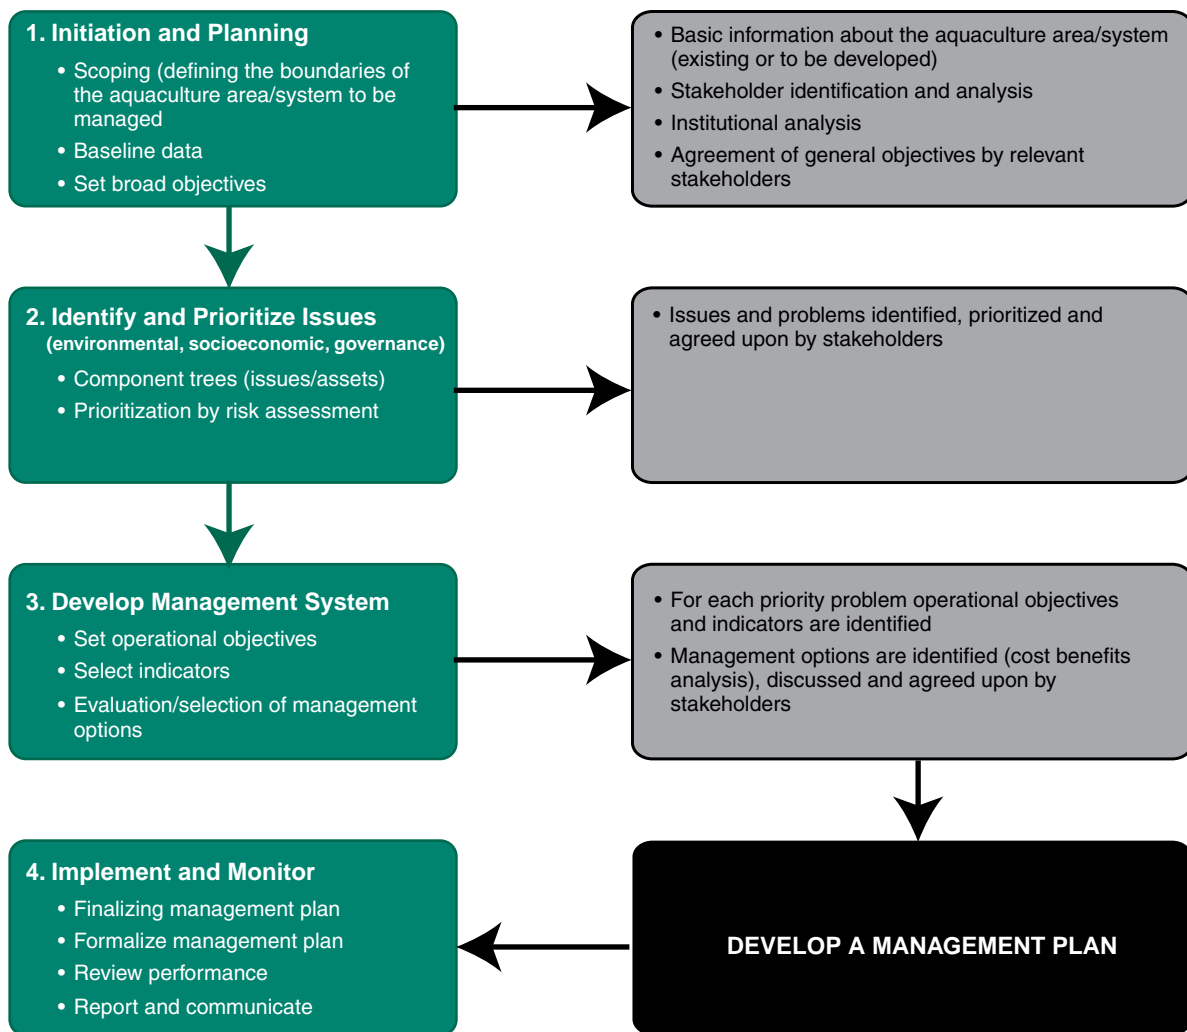 1. Initiation and Planning
• Scoping (defining the boundaries of
the aquaculture area/system to be
managed
• Baseline data
• Set broad objectives
• Basic information about the aquaculture area/system
(existing or to be developed)
• Stakeholder identification and analysis
• Institutional analysis
• Agreement of general objectives by relevant
stakeholders
2. Identify and Prioritize Issues
(environmental, socioeconomic, governance)
• Component trees (issues/assets)
• Prioritization by risk assessment
• Issues and problems identified, prioritized and
agreed upon by stakeholders
3. Develop Management System
• Set operational objectives
• Select indicators
• Evaluation/selection of management
options
• For each priority problem operational objectives
and indicators are identified
• Management options are identified (cost benefits
analysis), discussed and agreed upon by
stakeholders
4. Implement and Monitor
• Finalizing management plan
• Formalize management plan
• Review performance
• Report and communicate
DEVELOP A MANAGEMENT PLAN